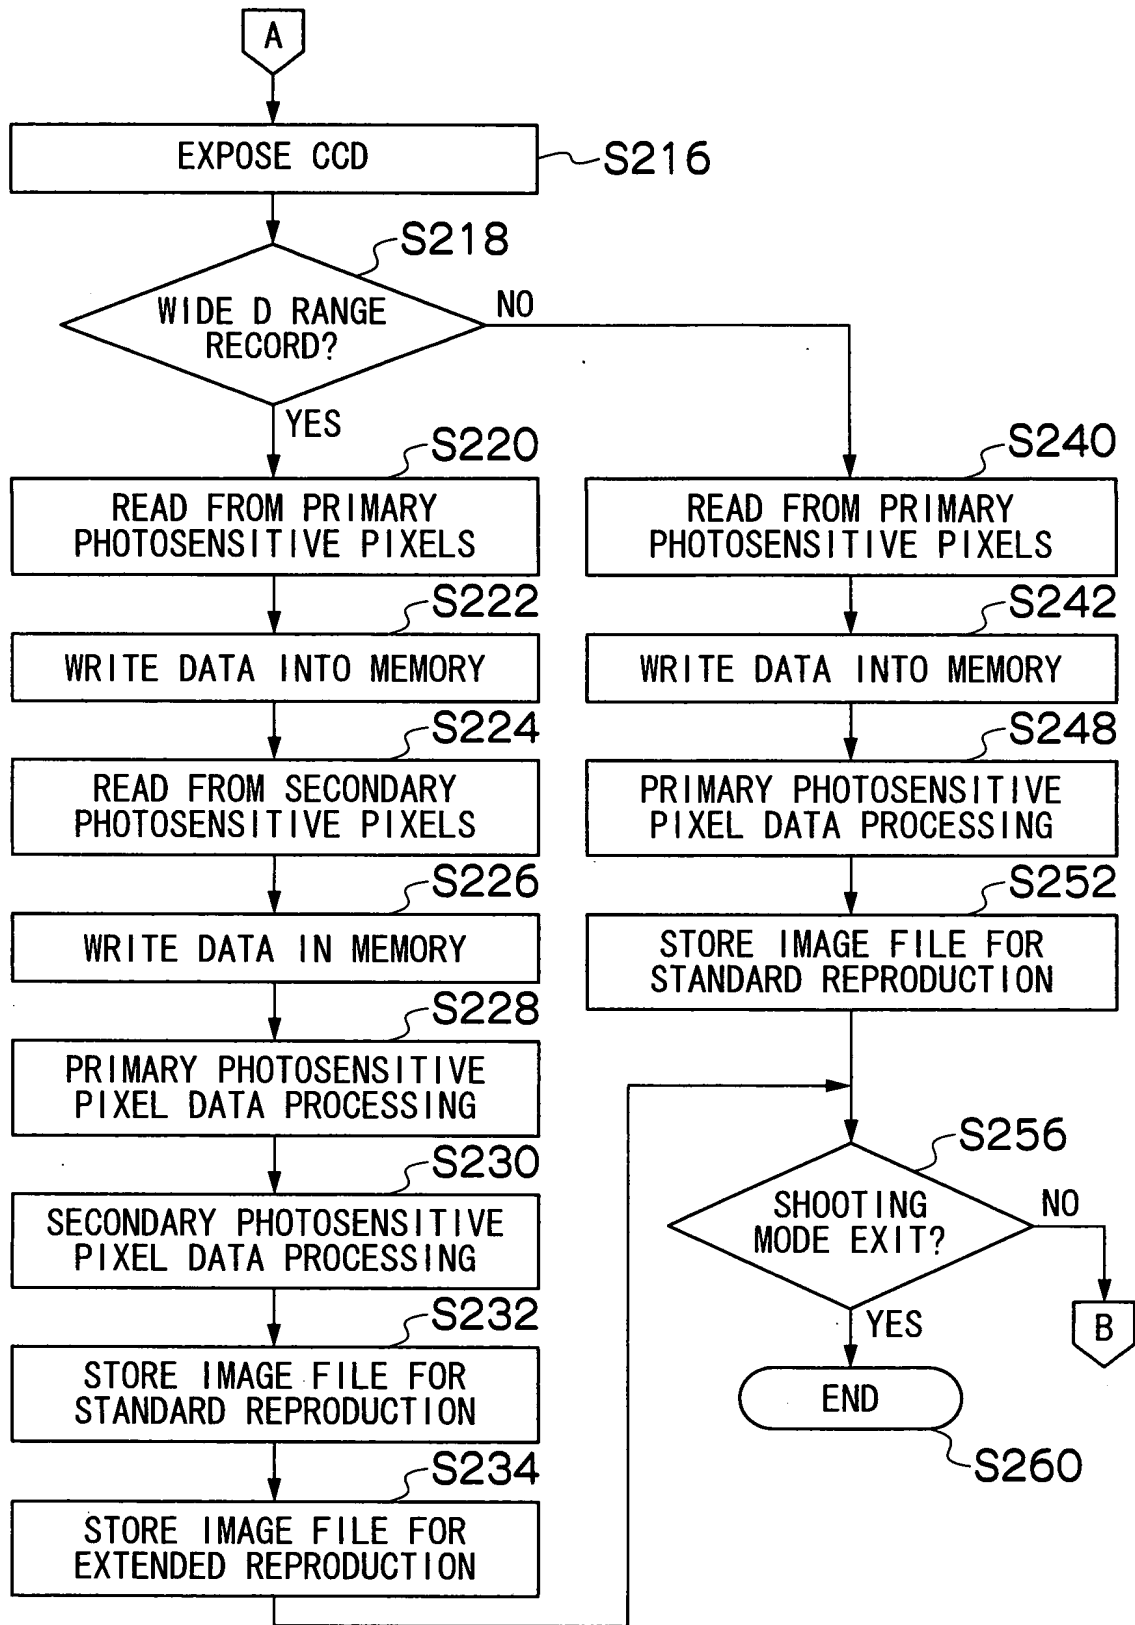 A
EXPOSE CCD
S216
S218
WIDE D RANGE
RECORD?
NO
YES
S220
READ FROM PRIMARY
PHOTOSENSITIVE PIXELS
S222
WRITE DATA INTO MEMORY
S224
READ FROM SECONDARY
PHOTOSENSITIVE PIXELS
S226
WRITE DATA IN MEMORY
S228
PRIMARY PHOTOSENSITIVE
PIXEL DATA PROCESSING
S230
SECONDARY PHOTOSENSITIVE
PIXEL DATA PROCESSING
S232
STORE IMAGE FILE FOR
STANDARD REPRODUCTION
S234
STORE IMAGE FILE FOR
EXTENDED REPRODUCTION
S240
READ FROM PRIMARY
PHOTOSENSITIVE PIXELS
S242
WRITE DATA INTO MEMORY
S248
PRIMARY PHOTOSENSITIVE
PIXEL DATA PROCESSING
S252
STORE IMAGE FILE FOR
STANDARD REPRODUCTION
S256
SHOOTING
MODE EXIT?
NO
B
YES
END
S260